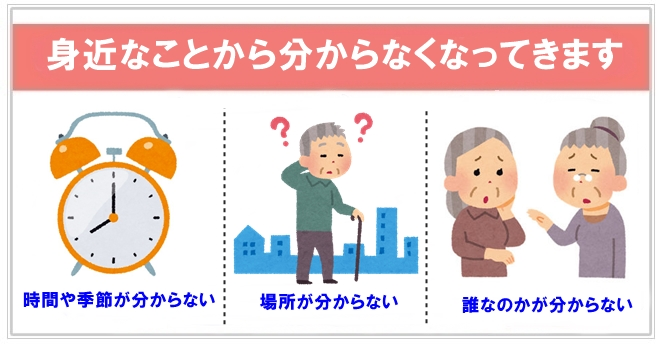 身近なことから分からなくなってきます
??
時間や季節が分からない
場所が分からない
誰なのかが分からない